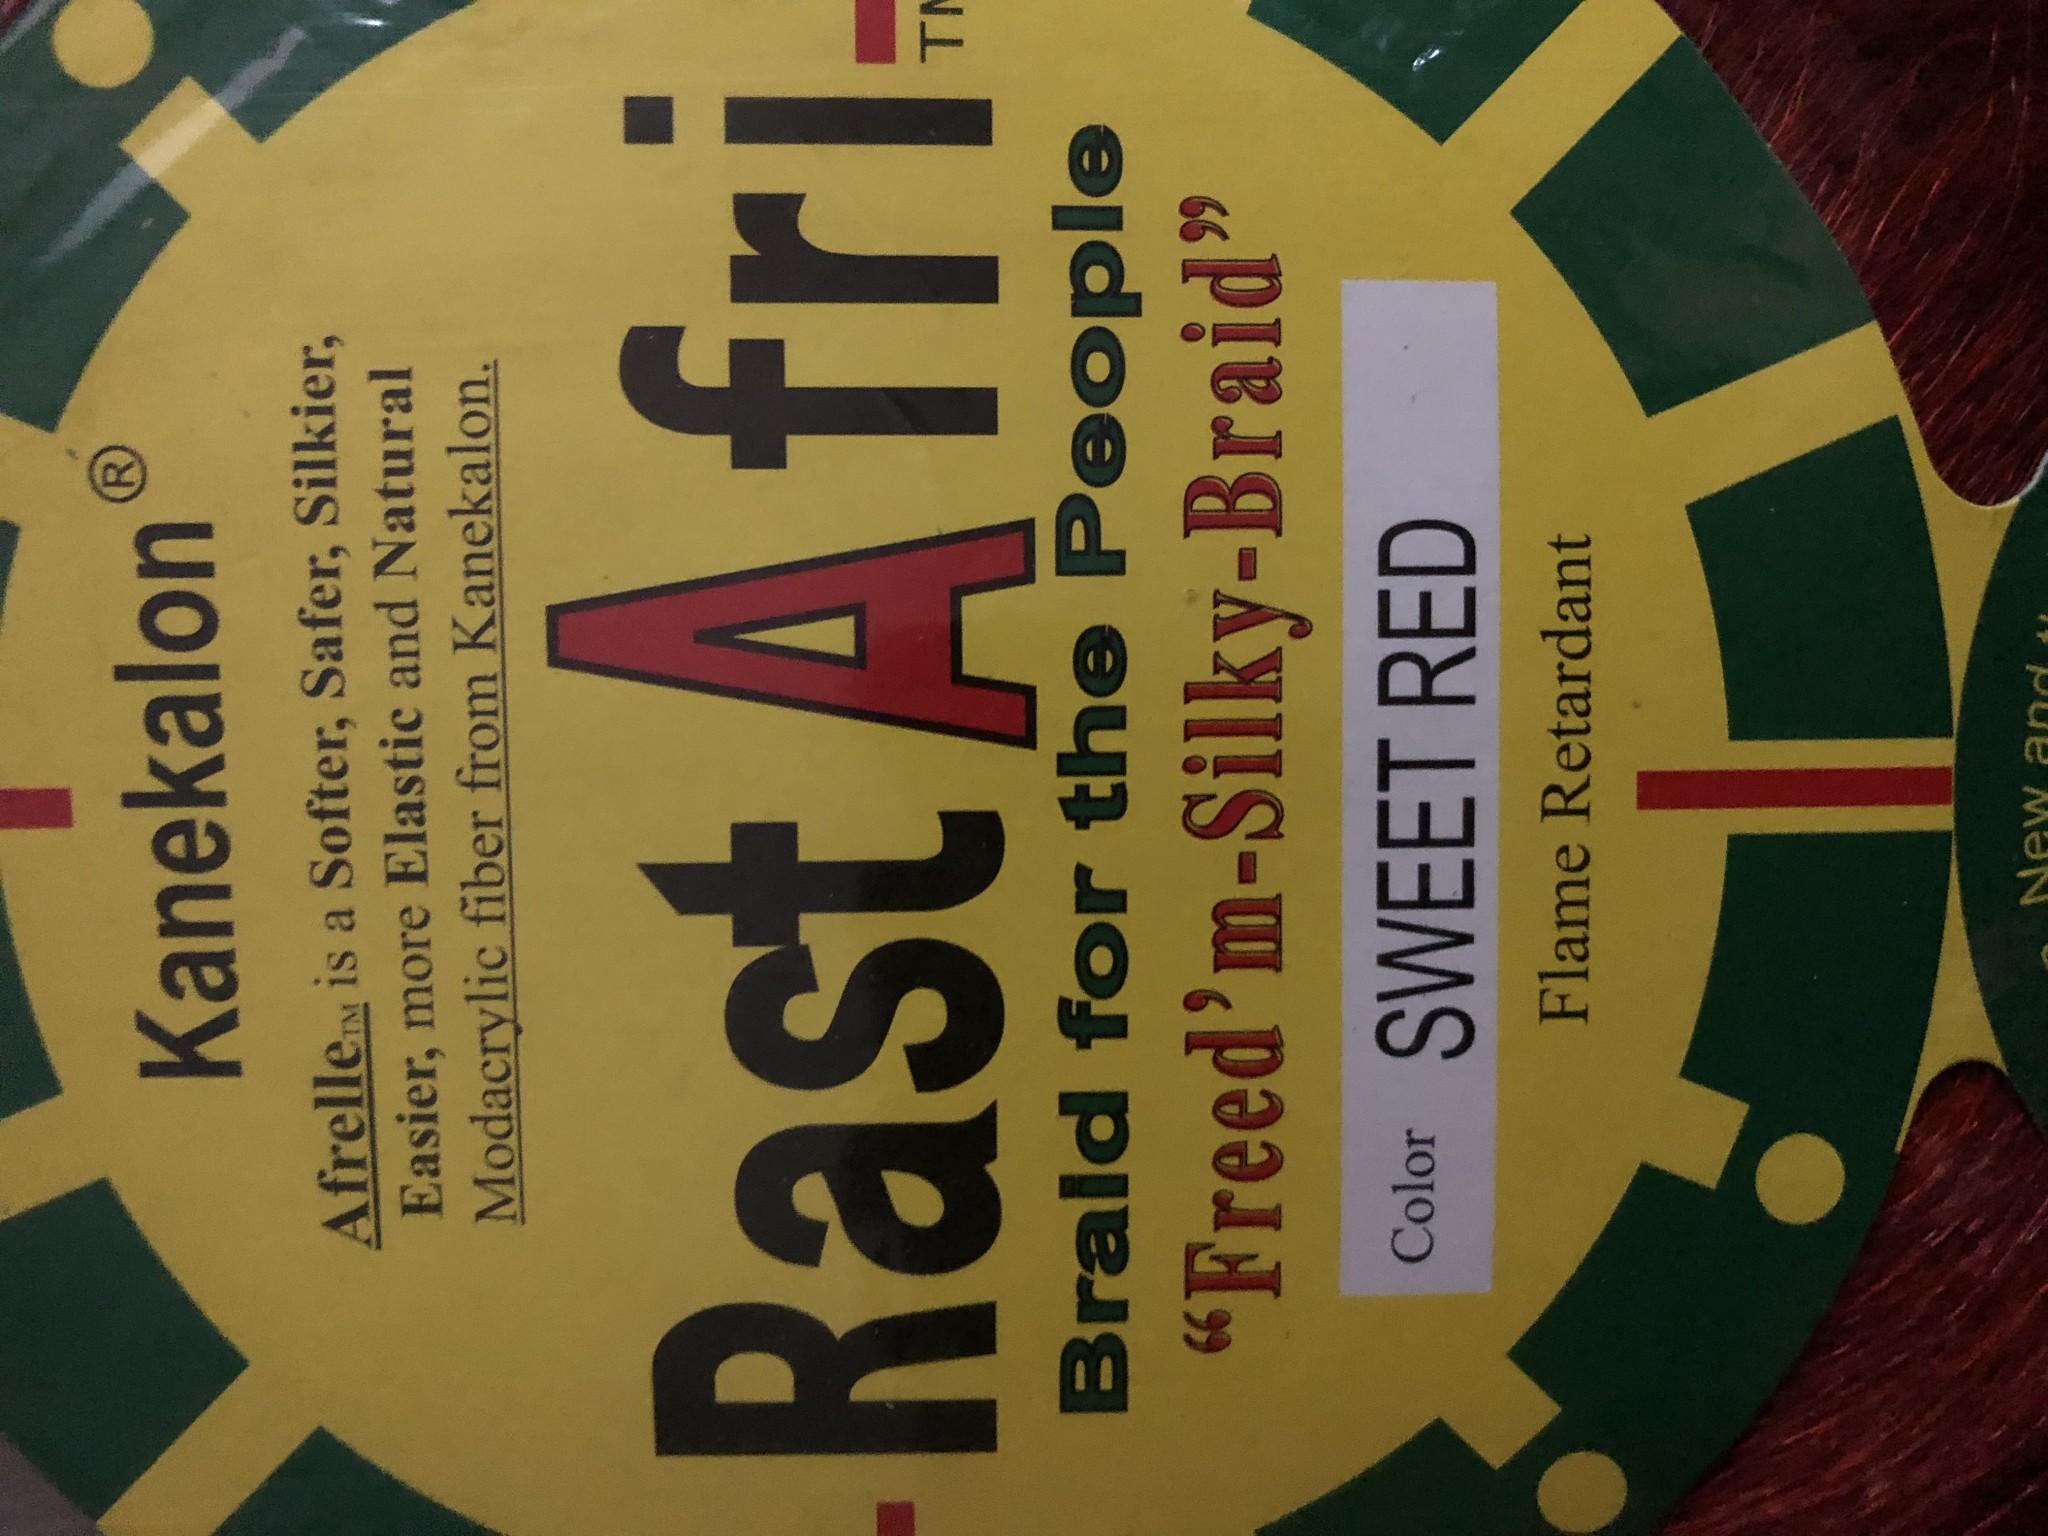 Kanekalon®
Afrelle™ is a Softer, Safer, Silkier,
Easier, more Elastic and Natural
Modacrylic fiber from Kanekalon.
RastAfri™
Braid for the People
“Freed’m-Silky-Braid”
Color SWEET RED
Flame Retardant
New and